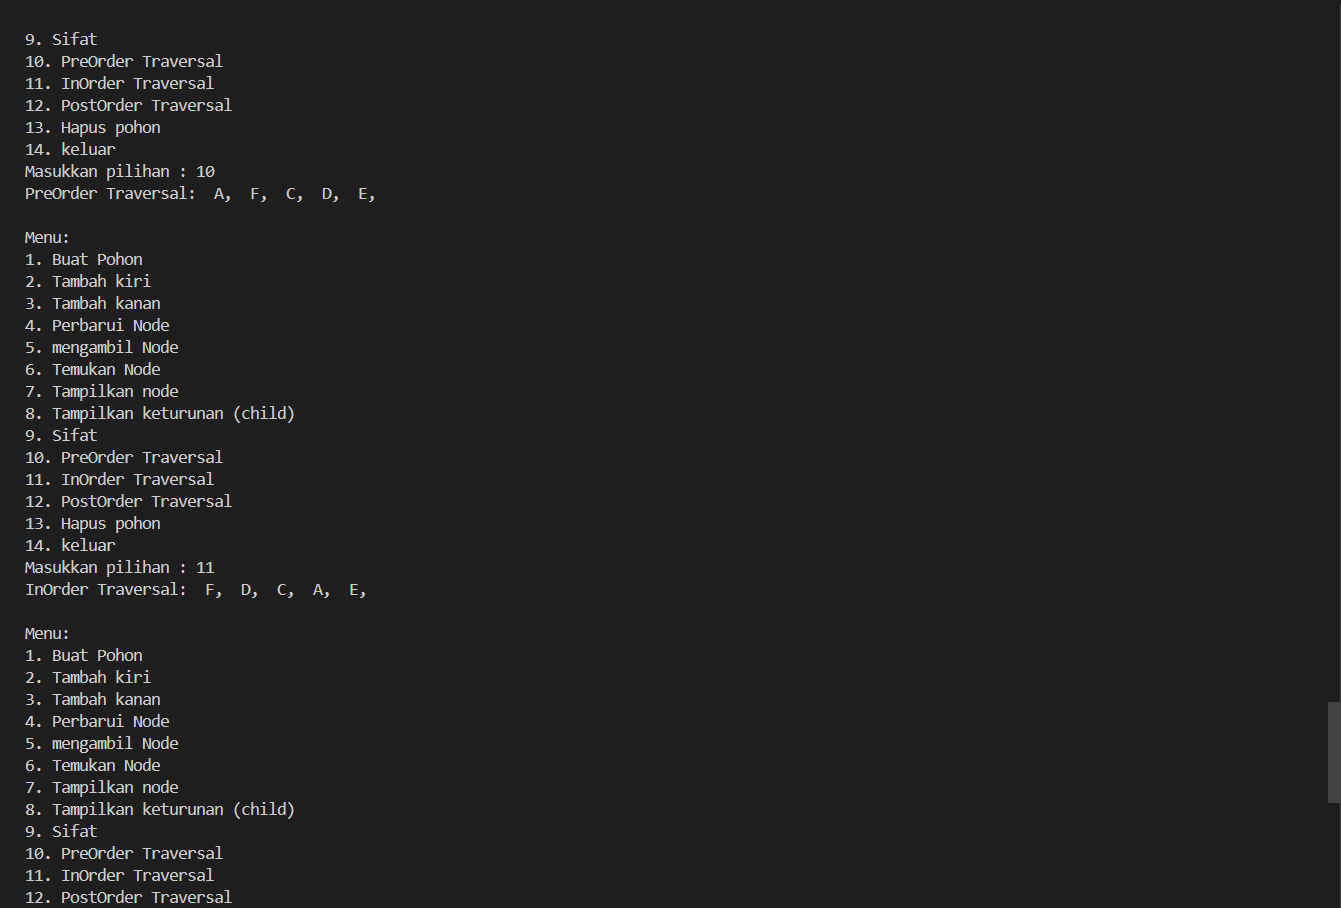 9. Sifat
10. PreOrder Traversal
11. InOrder Traversal
12. PostOrder Traversal
13. Hapus pohon
14. keluar
Masukkan pilihan : 10
PreOrder Traversal:  A,  F,  C,  D,  E,
Menu:
1. Buat Pohon
2. Tambah kiri
3. Tambah kanan
4. Perbarui Node
5. mengambil Node
6. Temukan Node
7. Tampilkan node
8. Tampilkan keturunan (child)
9. Sifat
10. PreOrder Traversal
11. InOrder Traversal
12. PostOrder Traversal
13. Hapus pohon
14. keluar
Masukkan pilihan : 11
InOrder Traversal:  F,  D,  C,  A,  E,
Menu:
1. Buat Pohon
2. Tambah kiri
3. Tambah kanan
4. Perbarui Node
5. mengambil Node
6. Temukan Node
7. Tampilkan node
8. Tampilkan keturunan (child)
9. Sifat
10. PreOrder Traversal
11. InOrder Traversal
12. PostOrder Traversal